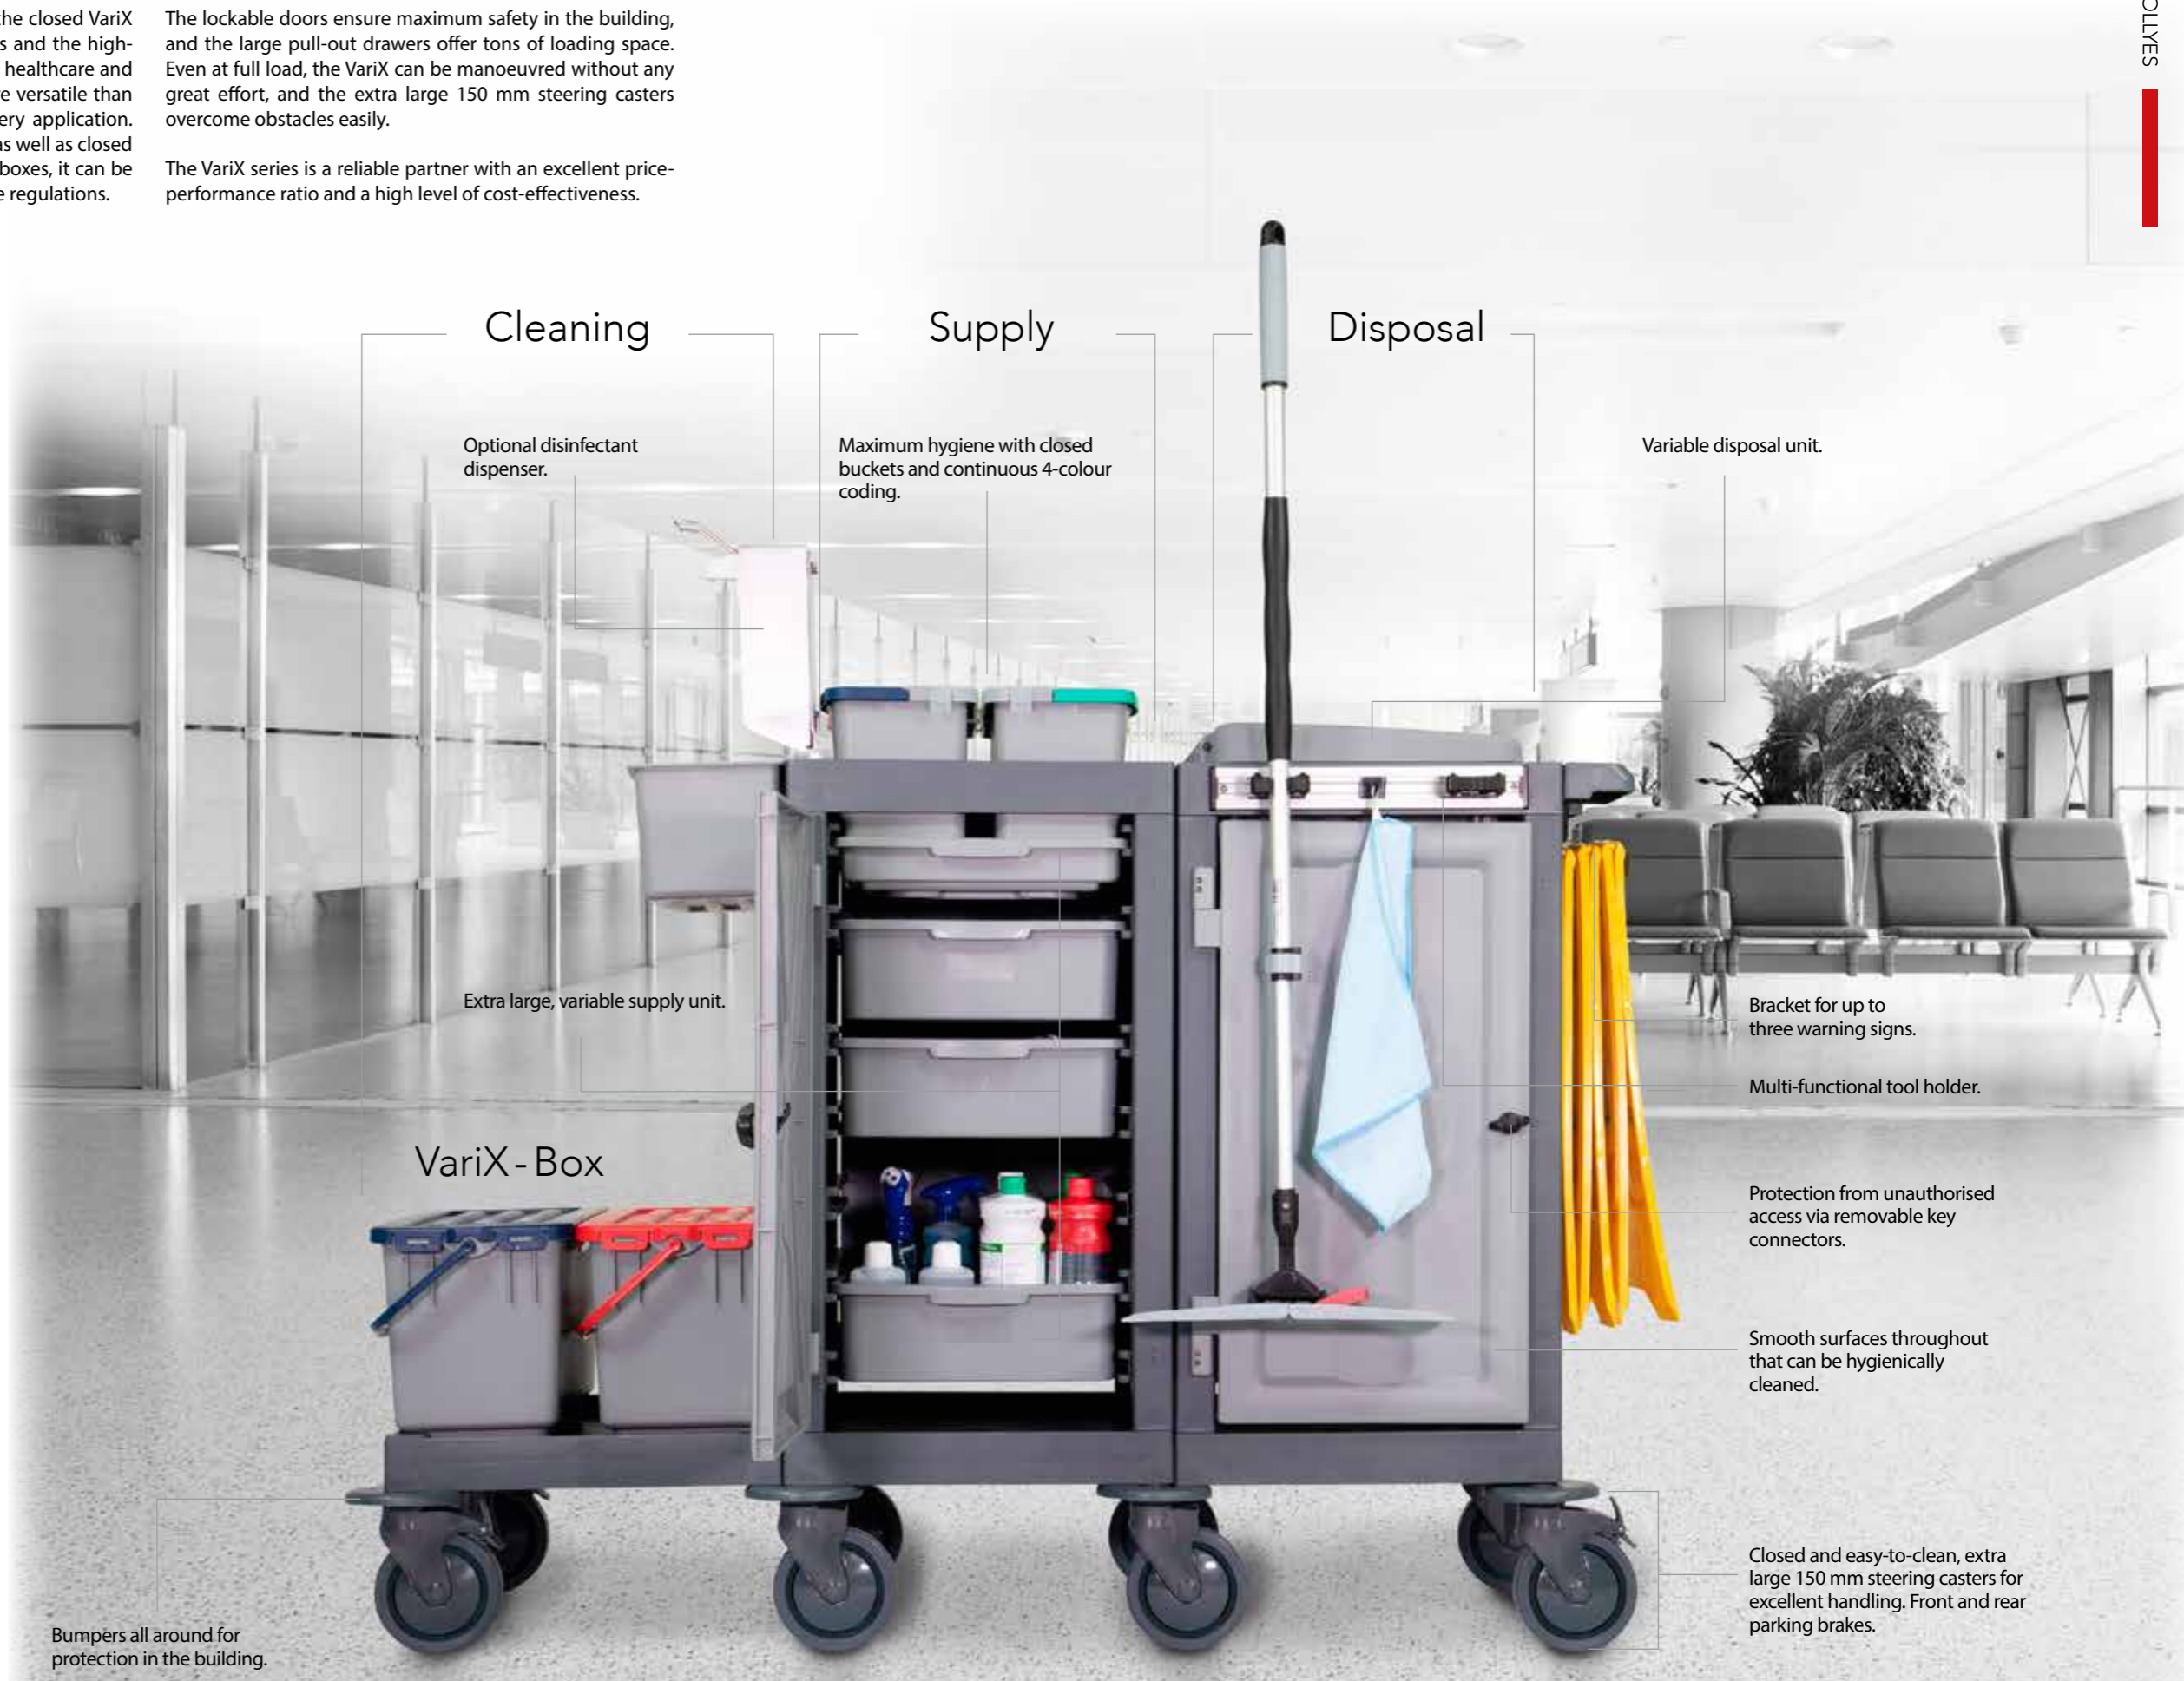 the closed VariX
s and the high-
healthcare and
e versatile than
ery application.
as well as closed
boxes, it can be
e regulations.
The lockable doors ensure maximum safety in the building,
and the large pull-out drawers offer tons of loading space.
Even at full load, the VariX can be manoeuvred without any
great effort, and the extra large 150 mm steering casters
overcome obstacles easily.
The VariX series is a reliable partner with an excellent price-
performance ratio and a high level of cost-effectiveness.
OLLYES
Cleaning
Supply
Disposal
Optional disinfectant
dispenser.
Maximum hygiene with closed
buckets and continuous 4-colour
coding.
Variable disposal unit.
Extra large, variable supply unit.
Bracket for up to
three warning signs.
Multi-functional tool holder.
VariX - Box
Protection from unauthorised
access via removable key
connectors.
Smooth surfaces throughout
that can be hygienically
cleaned.
Closed and easy-to-clean, extra
large 150 mm steering casters for
excellent handling. Front and rear
parking brakes.
Bumpers all around for
protection in the building.